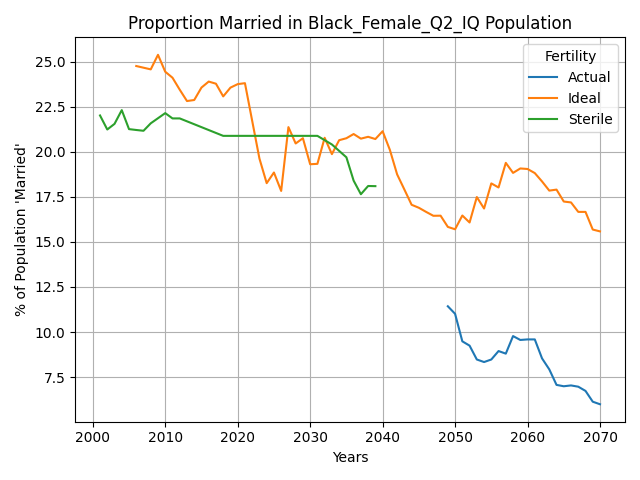 Proportion Married in Black_Female_Q2_IQ Population
% of Population 'Married'
25.0
22.5
20.0
17.5
15.0
12.5
10.0
7.5
Fertility
Actual
Ideal
Sterile
2000 2010 2020 2030 2040 2050 2060 2070
Years